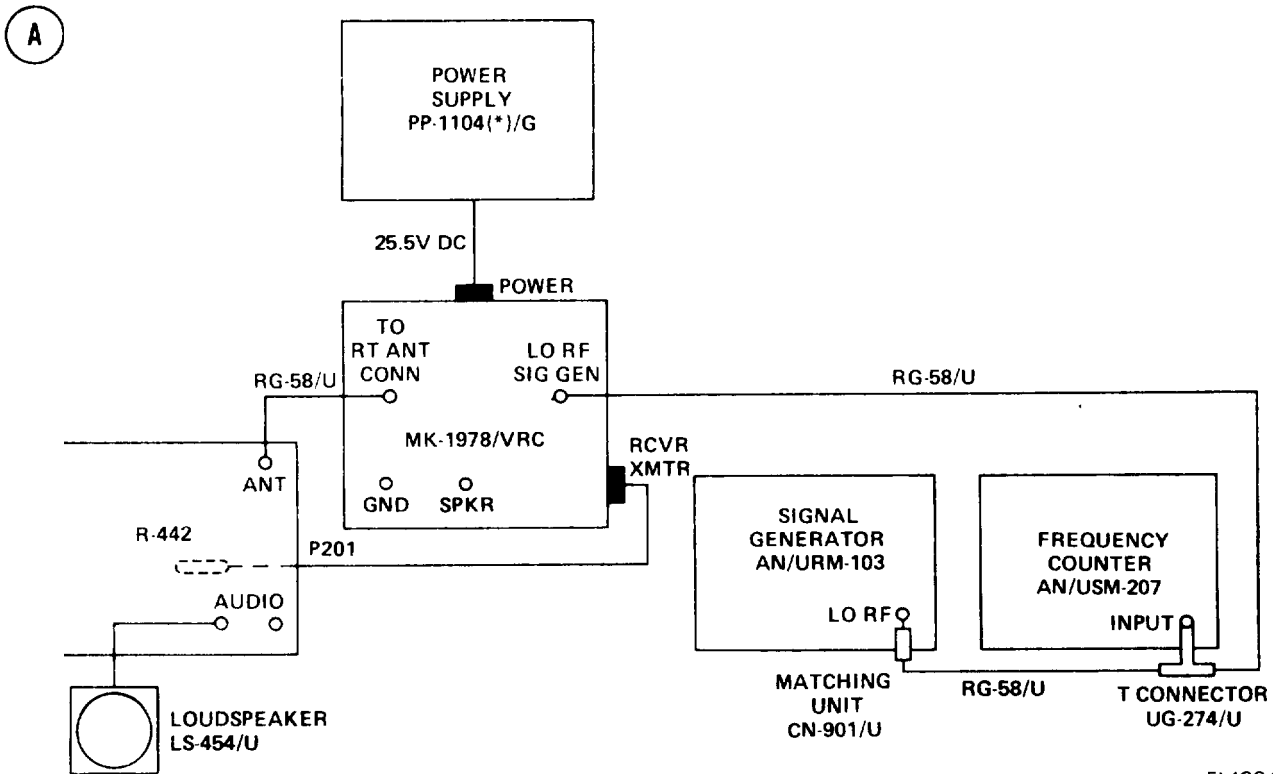 A
POWER
SUPPLY
PP-1104(*)/G
25.5V DC
POWER
TO
RT ANT
CONN
LO RF
SIG GEN
RG-58/U
RG-58/U
MK-1978/VRC
RCVR
XMTR
ANT
GND
SPKR
R-442
P201
AUDIO
SIGNAL
GENERATOR
AN/URM-103
LO RF
FREQUENCY
COUNTER
AN/USM-207
INPUT
MATCHING
UNIT
CN-901/U
RG-58/U
T CONNECTOR
UG-274/U
LOUDSPEAKER
LS-454/U